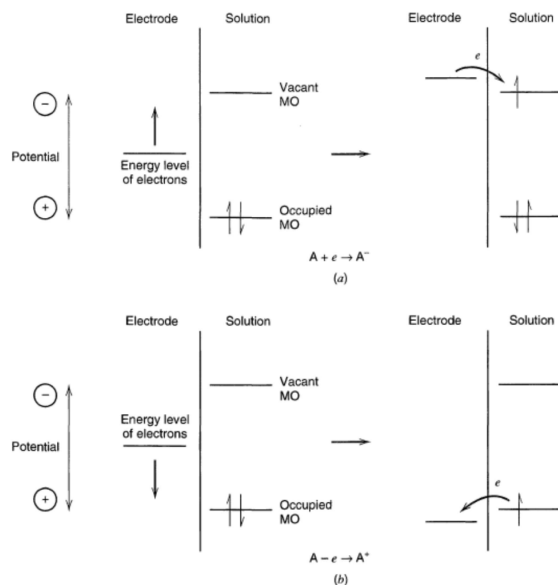 Electrode Solution Electrode Solution
e
Vacant
MO
−
Potential
Energy level
of electrons
+
Occupied
MO
A + e → A⁻
(a)
Electrode Solution Electrode Solution
Vacant
MO
−
Energy level
of electrons
Potential
e
+
Occupied
MO
A − e → A⁺
(b)